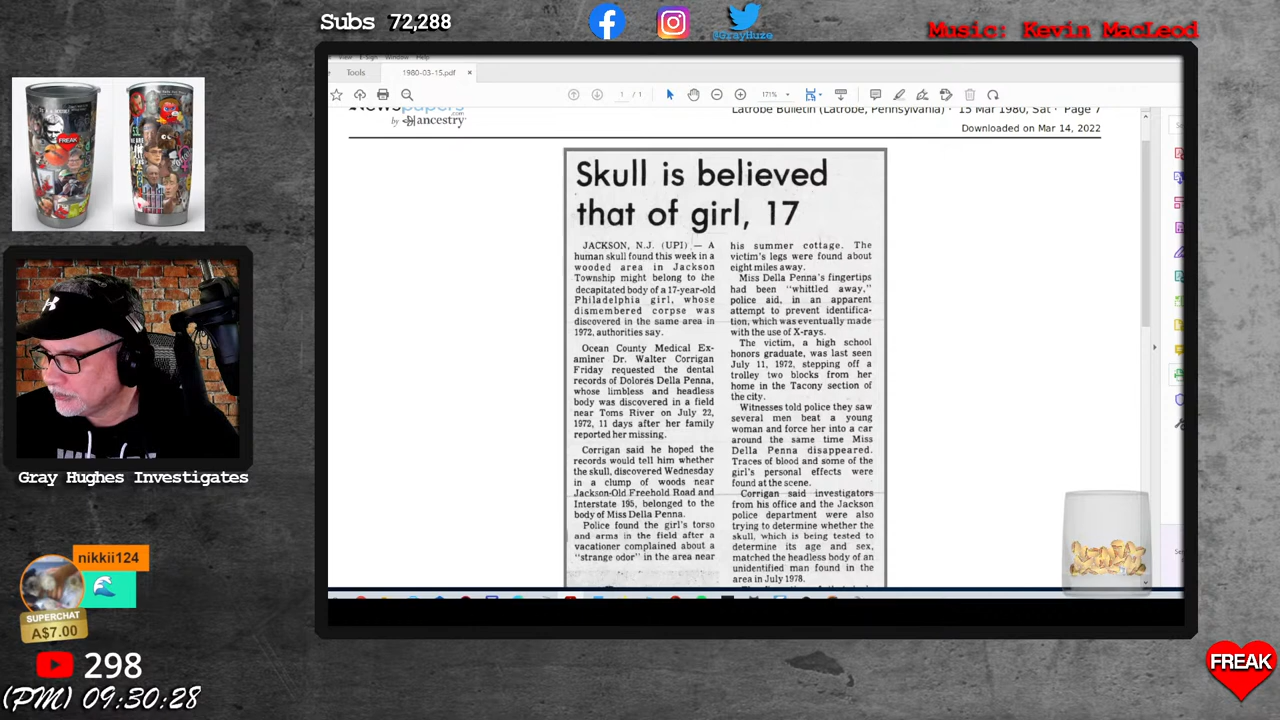 Subs 72,288
@GrayHuze
Music: Kevin MacLeod
View E-Sign Window Help
Tools
1980-03-15.pdf
1 / 1
171%
Newspapers
.com
by ancestry
Latrobe Bulletin (Latrobe, Pennsylvania) · 15 Mar 1980, Sat · Page 7
Downloaded on Mar 14, 2022
Skull is believed
that of girl, 17
JACKSON, N.J. (UPI) — A
human skull found this week in a
wooded area in Jackson
Township might belong to the
decapitated body of a 17-year-old
Philadelphia girl, whose
dismembered corpse was
discovered in the same area in
1972, authorities say.
Ocean County Medical Ex-
aminer Dr. Walter Corrigan
Friday requested the dental
records of Dolores Della Penna,
whose limbless and headless
body was discovered in a field
near Toms River on July 22,
1972, 11 days after her family
reported her missing.
Corrigan said he hoped the
records would tell him whether
the skull, discovered Wednesday
in a clump of woods near
Jackson-Old Freehold Road and
Interstate 195, belonged to the
body of Miss Della Penna.
Police found the girl's torso
and arms in the field after a
vacationer complained about a
"strange odor" in the area near
his summer cottage. The
victim's legs were found about
eight miles away.
Miss Della Penna's fingertips
had been "whittled away,"
police aid, in an apparent
attempt to prevent identifica-
tion, which was eventually made
with the use of X-rays.
The victim, a high school
honors graduate, was last seen
July 11, 1972, stepping off a
trolley two blocks from her
home in the Tacony section of
the city.
Witnesses told police they saw
several men beat a young
woman and force her into a car
around the same time Miss
Della Penna disappeared.
Traces of blood and some of the
girl's personal effects were
found at the scene.
Corrigan said investigators
from his office and the Jackson
police department were also
trying to determine whether the
skull, which is being tested to
determine its age and sex,
matched the headless body of an
unidentified man found in the
area in July 1978.
FREAK
Gray Hughes Investigates
nikkii124
SUPERCHAT
A$7.00
298
(PM) 09:30:28
FREAK